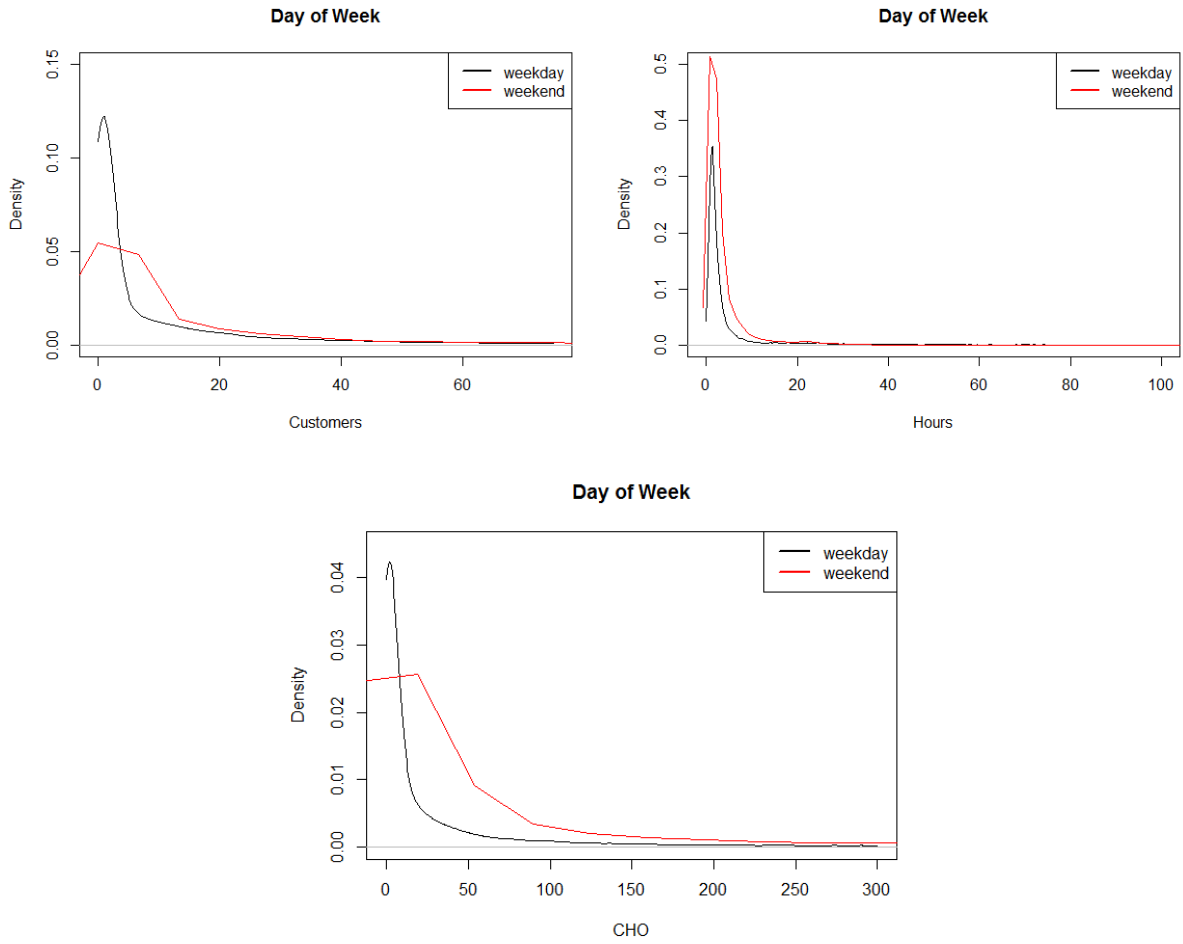 Day of Week
0.15
0.10
0.05
0.00
Density
weekday
weekend
0 20 40 60
Customers
Day of Week
0.5
0.4
0.3
0.2
0.1
0.0
Density
weekday
weekend
0 20 40 60 80 100
Hours
Day of Week
0.04
0.03
0.02
0.01
0.00
Density
weekday
weekend
0 50 100 150 200 250 300
CHO